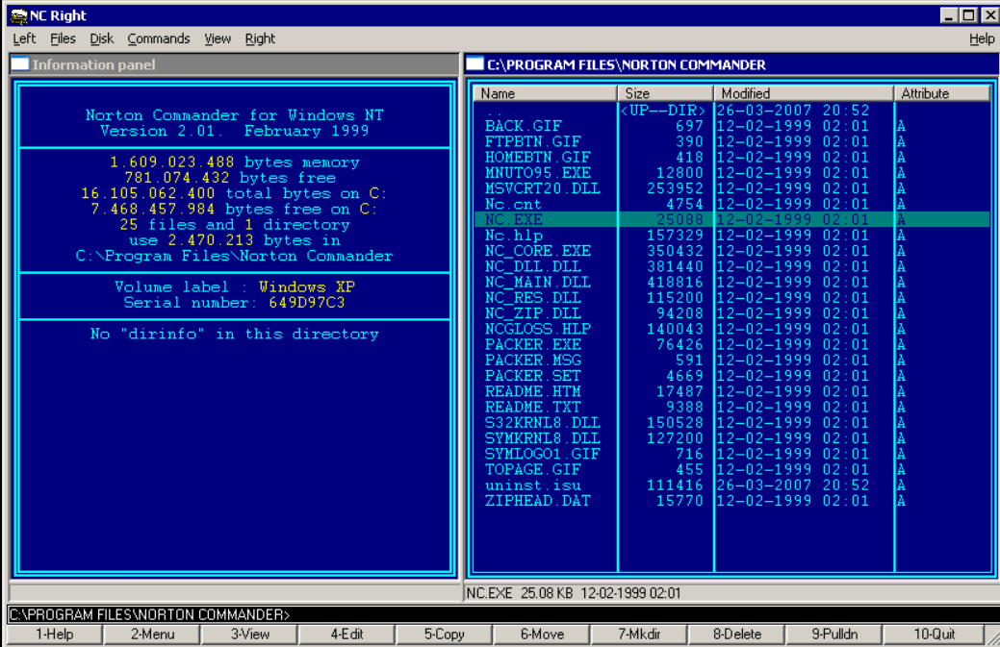 NC Right
Left Files Disk Commands View Right Help
Information panel
Norton Commander for Windows NT
Version 2.01. February 1999
1.609.023.488 bytes memory
781.074.432 bytes free
16.105.062.400 total bytes on C:
7.468.457.984 bytes free on C:
25 files and 1 directory
use 2.470.213 bytes in
C:\Program Files\Norton Commander
Volume label : Windows XP
Serial number: 649D97C3
No "dirinfo" in this directory
C:\PROGRAM FILES\NORTON COMMANDER
Name Size Modified Attribute
.. <UP--DIR> 26-03-2007 20:52
BACK.GIF 697 12-02-1999 02:01 A
FTPBTN.GIF 390 12-02-1999 02:01 A
HOMEBTN.GIF 418 12-02-1999 02:01 A
MNUTO95.EXE 12800 12-02-1999 02:01 A
MSVCRT20.DLL 253952 12-02-1999 02:01 A
Nc.cnt 4754 12-02-1999 02:01 A
NC.EXE 25088 12-02-1999 02:01 A
Nc.hlp 157329 12-02-1999 02:01 A
NC_CORE.EXE 350432 12-02-1999 02:01 A
NC_DLL.DLL 381440 12-02-1999 02:01 A
NC_MAIN.DLL 418816 12-02-1999 02:01 A
NC_RES.DLL 115200 12-02-1999 02:01 A
NC_ZIP.DLL 94208 12-02-1999 02:01 A
NCGLOSS.HLP 140043 12-02-1999 02:01 A
PACKER.EXE 76426 12-02-1999 02:01 A
PACKER.MSG 591 12-02-1999 02:01 A
PACKER.SET 4669 12-02-1999 02:01 A
README.HTM 17487 12-02-1999 02:01 A
README.TXT 9388 12-02-1999 02:01 A
S32KRNL8.DLL 150528 12-02-1999 02:01 A
SYMKRNL8.DLL 127200 12-02-1999 02:01 A
SYMLOGO1.GIF 716 12-02-1999 02:01 A
TOPAGE.GIF 455 12-02-1999 02:01 A
uninst.isu 111416 26-03-2007 20:52 A
ZIPHEAD.DAT 15770 12-02-1999 02:01 A
NC.EXE 25.08 KB 12-02-1999 02:01
C:\PROGRAM FILES\NORTON COMMANDER>
1-Help 2-Menu 3-View 4-Edit 5-Copy 6-Move 7-Mkdir 8-Delete 9-Pulldn 10-Quit